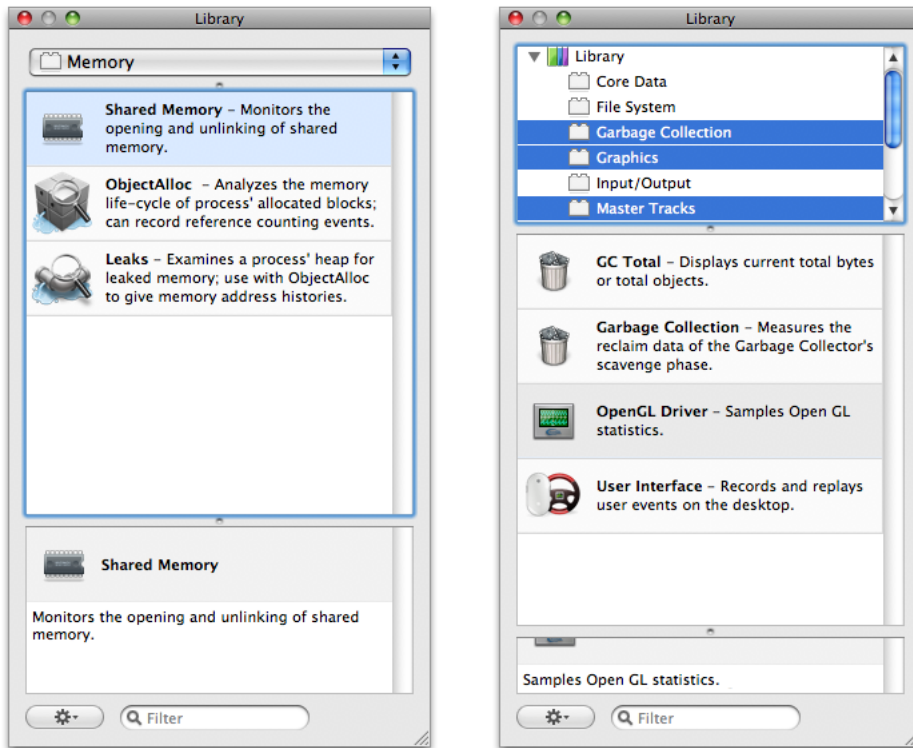 Library
Memory
Shared Memory – Monitors the
opening and unlinking of shared
memory.
ObjectAlloc – Analyzes the memory
life-cycle of process' allocated blocks;
can record reference counting events.
Leaks – Examines a process' heap for
leaked memory; use with ObjectAlloc
to give memory address histories.
Shared Memory
Monitors the opening and unlinking of shared
memory.
Filter
Library
Library
Core Data
File System
Garbage Collection
Graphics
Input/Output
Master Tracks
GC Total – Displays current total bytes
or total objects.
Garbage Collection – Measures the
reclaim data of the Garbage Collector's
scavenge phase.
OpenGL Driver – Samples Open GL
statistics.
User Interface – Records and replays
user events on the desktop.
Samples Open GL statistics.
Filter